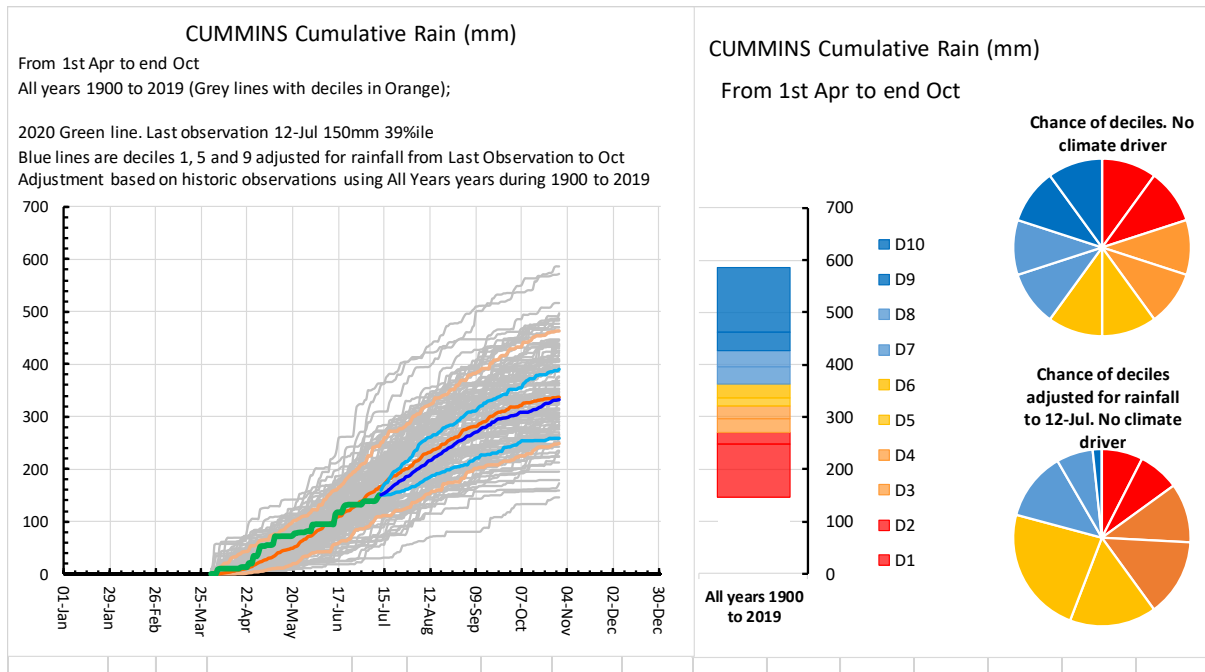 CUMMINS Cumulative Rain (mm)
From 1st Apr to end Oct
All years 1900 to 2019 (Grey lines with deciles in Orange);
2020 Green line. Last observation 12-Jul 150mm 39%ile
Blue lines are deciles 1, 5 and 9 adjusted for rainfall from Last Observation to Oct
Adjustment based on historic observations using All Years years during 1900 to 2019
700
600
500
400
300
200
100
0
01-Jan
29-Jan
26-Feb
25-Mar
22-Apr
20-May
17-Jun
15-Jul
12-Aug
09-Sep
07-Oct
04-Nov
02-Dec
30-Dec
CUMMINS Cumulative Rain (mm)
From 1st Apr to end Oct
700
600
500
400
300
200
100
0
All years 1900
to 2019
D10
D9
D8
D7
D6
D5
D4
D3
D2
D1
Chance of deciles. No
climate driver
Chance of deciles
adjusted for rainfall
to 12-Jul. No climate
driver